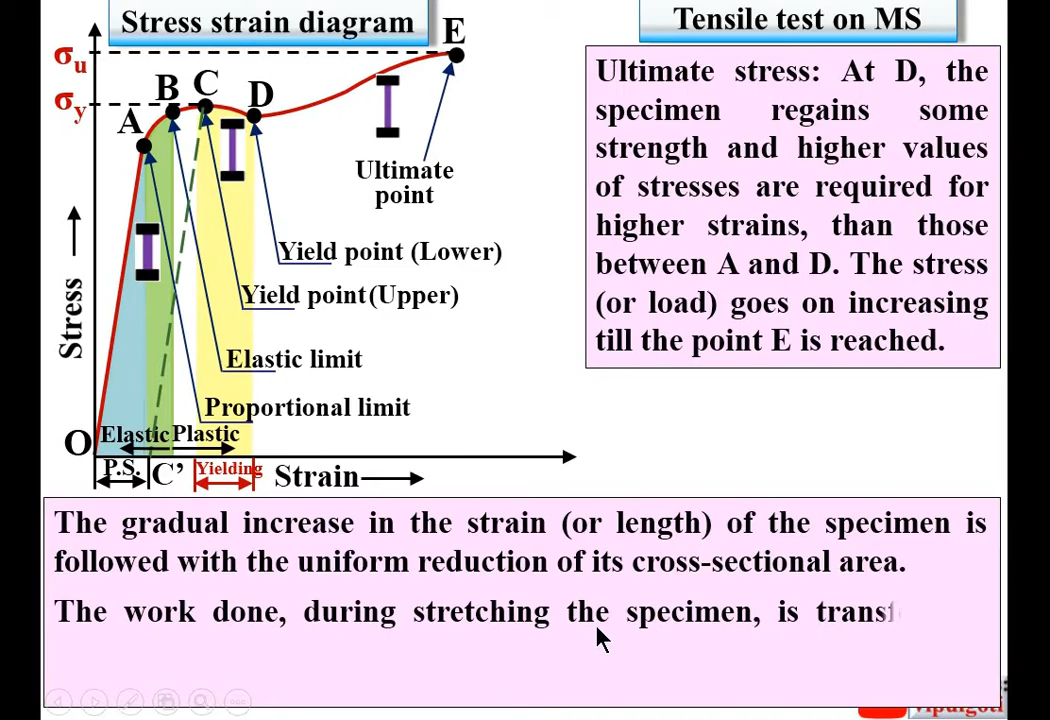 Stress strain diagram
Tensile test on MS
σu
σy
A
B
C
D
E
Ultimate
point
Yield point (Lower)
Yield point (Upper)
Elastic limit
Proportional limit
Stress
O
Elastic Plastic
P.S.
C’
Yielding
Strain
Ultimate stress: At D, the
specimen regains some
strength and higher values
of stresses are required for
higher strains, than those
between A and D. The stress
(or load) goes on increasing
till the point E is reached.
The gradual increase in the strain (or length) of the specimen is
followed with the uniform reduction of its cross-sectional area.
The work done, during stretching the specimen, is